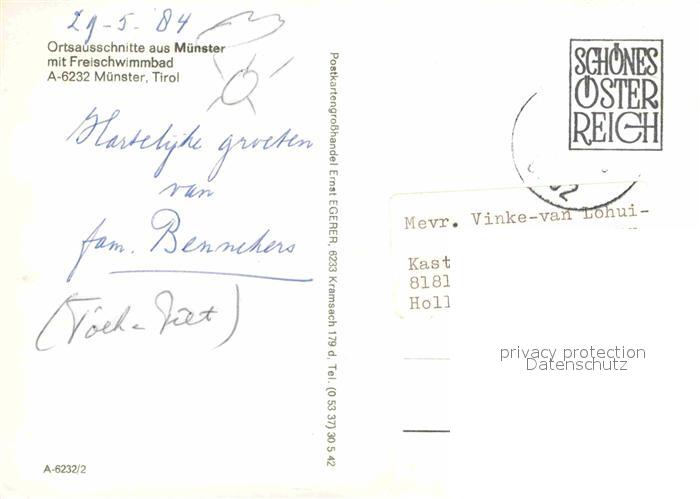 29-5-'84
Ortsausschnitte aus Münster
mit Freischwimmbad
A-6232 Münster, Tirol
Hartelijke groeten
van
fam. Bennekers
A-6232/2
Postkartengroßhandel Ernst EGERER, 6233 Kramsach 179 d, Tel. (0 53 37) 30 5 42
SCHÖNES
ÖSTER
REICH
Mevr. Vinke-van Lohui-
Kast
8181
Holl
privacy protection
Datenschutz